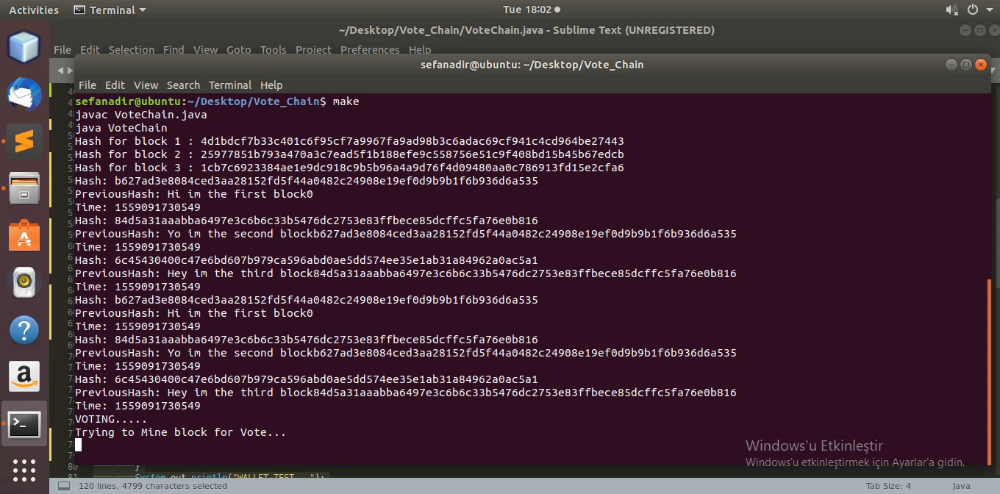 Activities Terminal Tue 18:02
~/Desktop/Vote_Chain/VoteChain.java - Sublime Text (UNREGISTERED)
File Edit Selection Find View Goto Tools Project Preferences Help
sefanadir@ubuntu: ~/Desktop/Vote_Chain
File Edit View Search Terminal Help
sefanadir@ubuntu:~/Desktop/Vote_Chain$ make
javac VoteChain.java
java VoteChain
Hash for block 1 : 4d1bdcf7b33c401c6f95cf7a9967fa9ad98b3c6adac69cf941c4cd964be27443
Hash for block 2 : 25977851b793a470a3c7ead5f1b188efe9c558756e51c9f408bd15b45b67edcb
Hash for block 3 : 1cb7c6923384ae1e9dc918c9b5b96a4a9d76f4d09480aa0c786913fd15e2cfa6
Hash: b627ad3e8084ced3aa28152fd5f44a0482c24908e19ef0d9b9b1f6b936d6a535
PreviousHash: Hi im the first block0
Time: 1559091730549
Hash: 84d5a31aaabba6497e3c6b6c33b5476dc2753e83ffbece85dcffc5fa76e0b816
PreviousHash: Yo im the second blockb627ad3e8084ced3aa28152fd5f44a0482c24908e19ef0d9b9b1f6b936d6a535
Time: 1559091730549
Hash: 6c45430400c47e6bd607b979ca596abd0ae5dd574ee35e1ab31a84962a0ac5a1
PreviousHash: Hey im the third block84d5a31aaabba6497e3c6b6c33b5476dc2753e83ffbece85dcffc5fa76e0b816
Time: 1559091730549
Hash: b627ad3e8084ced3aa28152fd5f44a0482c24908e19ef0d9b9b1f6b936d6a535
PreviousHash: Hi im the first block0
Time: 1559091730549
Hash: 84d5a31aaabba6497e3c6b6c33b5476dc2753e83ffbece85dcffc5fa76e0b816
PreviousHash: Yo im the second blockb627ad3e8084ced3aa28152fd5f44a0482c24908e19ef0d9b9b1f6b936d6a535
Time: 1559091730549
Hash: 6c45430400c47e6bd607b979ca596abd0ae5dd574ee35e1ab31a84962a0ac5a1
PreviousHash: Hey im the third block84d5a31aaabba6497e3c6b6c33b5476dc2753e83ffbece85dcffc5fa76e0b816
Time: 1559091730549
VOTING.....
Trying to Mine block for Vote...
Windows'u Etkinleştir
Windows'u etkinleştirmek için Ayarlar'a gidin.
80 }
120 lines, 4799 characters selected Tab Size: 4 Java